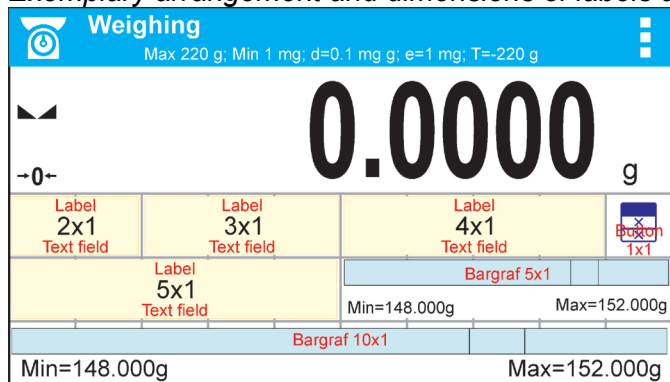 Weighing
Max 220 g; Min 1 mg; d=0.1 mg g; e=1 mg; T=-220 g
0.0000 g
→0←
Label Label Label
2x1 3x1 4x1 Button
Text field Text field Text field 1x1
Label
5x1
Text field
Bargraf 5x1
Min=148.000g Max=152.000g
Bargraf 10x1
Min=148.000g Max=152.000g